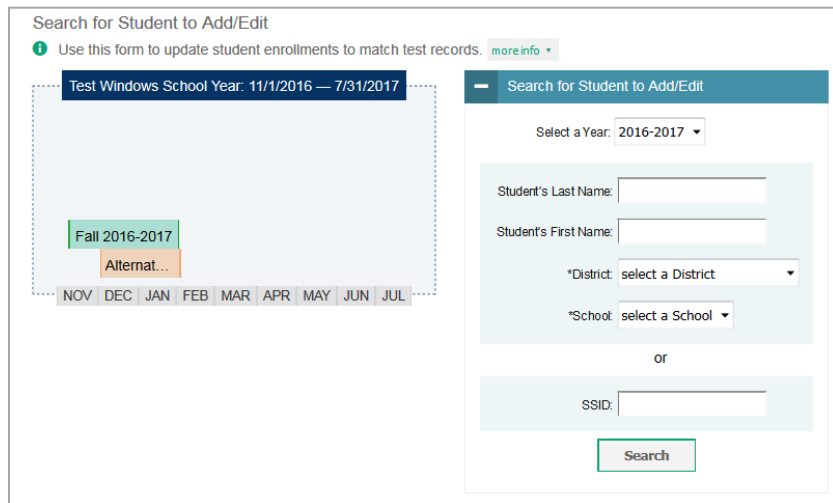 Search for Student to Add/Edit
Use this form to update student enrollments to match test records. more info
Test Windows School Year: 11/1/2016 — 7/31/2017
Fall 2016-2017
Alternat...
NOV DEC JAN FEB MAR APR MAY JUN JUL
Search for Student to Add/Edit
Select a Year: 2016-2017
Student's Last Name:
Student's First Name:
*District: select a District
*School: select a School
or
SSID:
Search